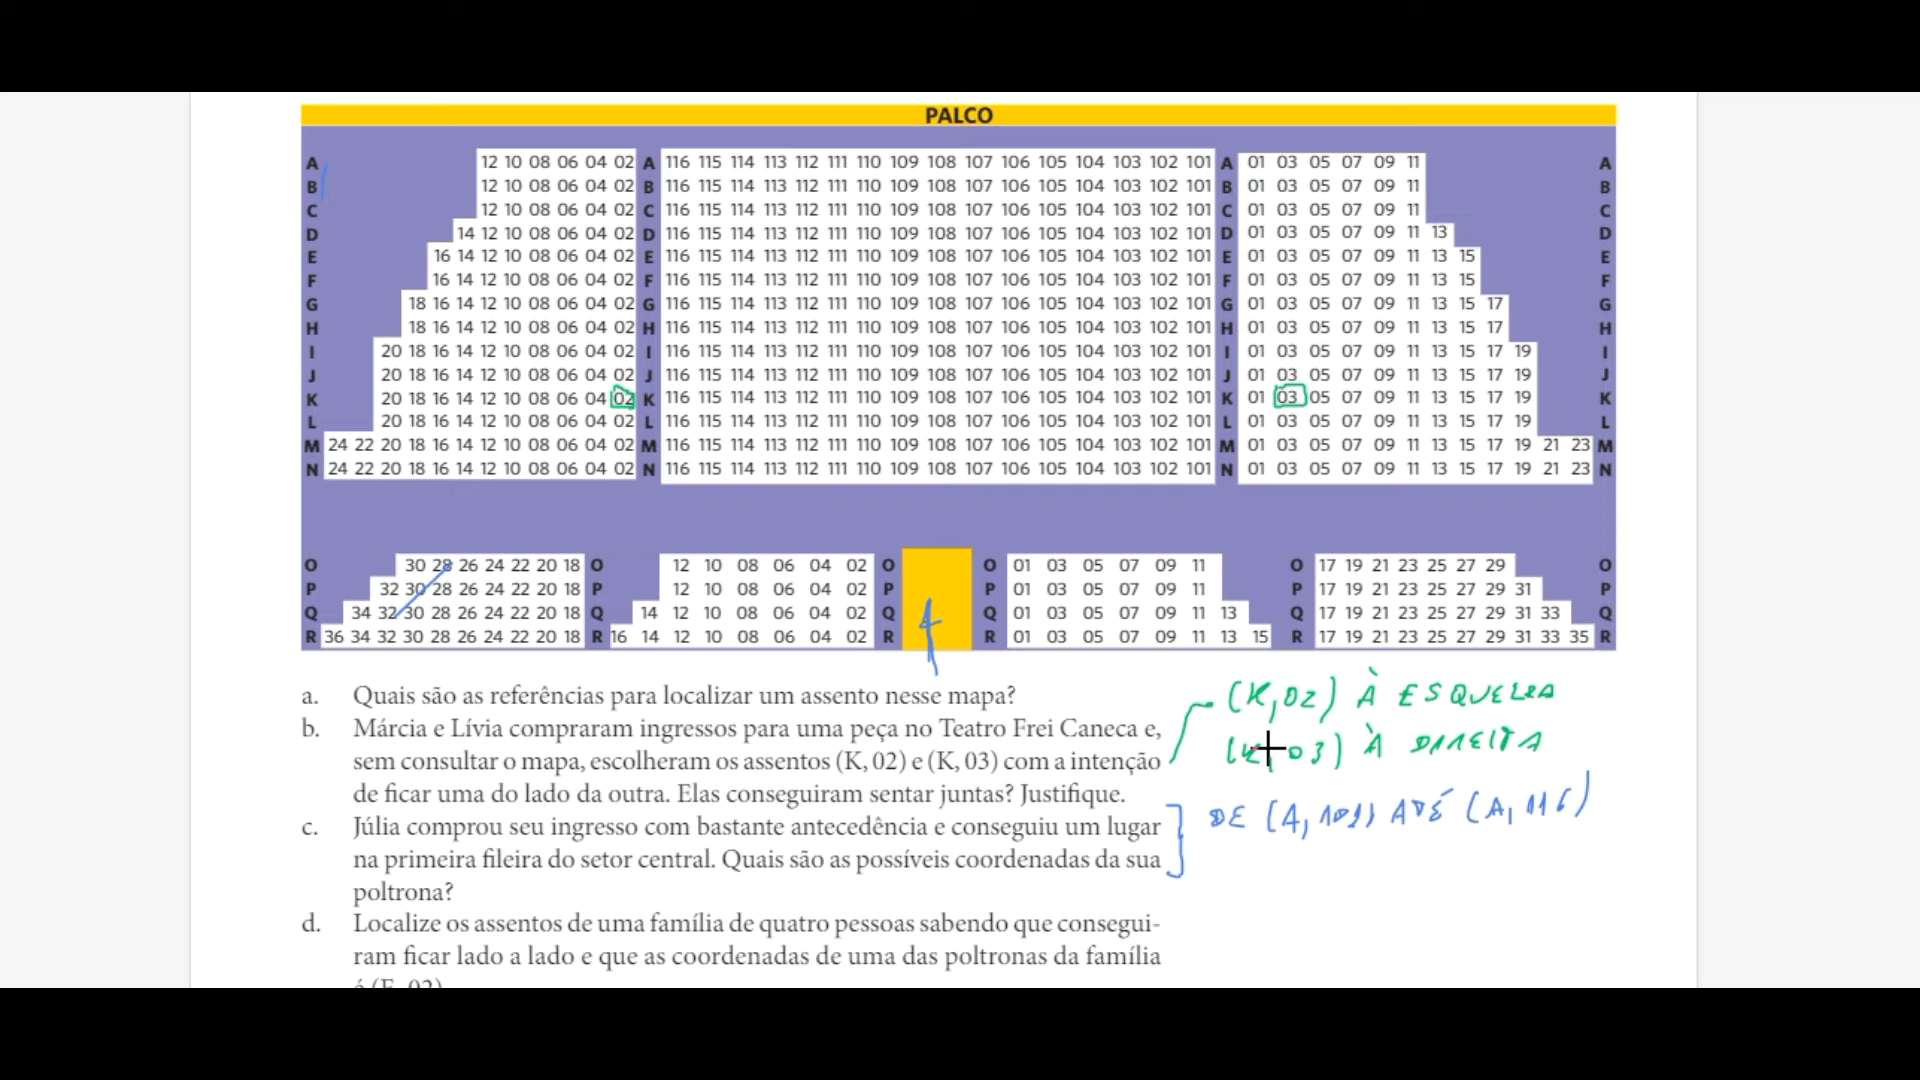 PALCO
A 12 10 08 06 04 02 A 116 115 114 113 112 111 110 109 108 107 106 105 104 103 102 101 A 01 03 05 07 09 11 A
B 12 10 08 06 04 02 B 116 115 114 113 112 111 110 109 108 107 106 105 104 103 102 101 B 01 03 05 07 09 11 B
C 12 10 08 06 04 02 C 116 115 114 113 112 111 110 109 108 107 106 105 104 103 102 101 C 01 03 05 07 09 11 C
D 14 12 10 08 06 04 02 D 116 115 114 113 112 111 110 109 108 107 106 105 104 103 102 101 D 01 03 05 07 09 11 13 D
E 16 14 12 10 08 06 04 02 E 116 115 114 113 112 111 110 109 108 107 106 105 104 103 102 101 E 01 03 05 07 09 11 13 15 E
F 16 14 12 10 08 06 04 02 F 116 115 114 113 112 111 110 109 108 107 106 105 104 103 102 101 F 01 03 05 07 09 11 13 15 F
G 18 16 14 12 10 08 06 04 02 G 116 115 114 113 112 111 110 109 108 107 106 105 104 103 102 101 G 01 03 05 07 09 11 13 15 17 G
H 18 16 14 12 10 08 06 04 02 H 116 115 114 113 112 111 110 109 108 107 106 105 104 103 102 101 H 01 03 05 07 09 11 13 15 17 H
I 20 18 16 14 12 10 08 06 04 02 I 116 115 114 113 112 111 110 109 108 107 106 105 104 103 102 101 I 01 03 05 07 09 11 13 15 17 19 I
J 20 18 16 14 12 10 08 06 04 02 J 116 115 114 113 112 111 110 109 108 107 106 105 104 103 102 101 J 01 03 05 07 09 11 13 15 17 19 J
K 20 18 16 14 12 10 08 06 04 02 K 116 115 114 113 112 111 110 109 108 107 106 105 104 103 102 101 K 01 03 05 07 09 11 13 15 17 19 K
L 20 18 16 14 12 10 08 06 04 02 L 116 115 114 113 112 111 110 109 108 107 106 105 104 103 102 101 L 01 03 05 07 09 11 13 15 17 19 L
M 24 22 20 18 16 14 12 10 08 06 04 02 M 116 115 114 113 112 111 110 109 108 107 106 105 104 103 102 101 M 01 03 05 07 09 11 13 15 17 19 21 23 M
N 24 22 20 18 16 14 12 10 08 06 04 02 N 116 115 114 113 112 111 110 109 108 107 106 105 104 103 102 101 N 01 03 05 07 09 11 13 15 17 19 21 23 N
O 30 28 26 24 22 20 18 O 12 10 08 06 04 02 O O 01 03 05 07 09 11 O 17 19 21 23 25 27 29 O
P 32 30 28 26 24 22 20 18 P 12 10 08 06 04 02 P P 01 03 05 07 09 11 P 17 19 21 23 25 27 29 31 P
Q 34 32 30 28 26 24 22 20 18 Q 14 12 10 08 06 04 02 Q Q 01 03 05 07 09 11 13 Q 17 19 21 23 25 27 29 31 33 Q
R 36 34 32 30 28 26 24 22 20 18 R 16 14 12 10 08 06 04 02 R R 01 03 05 07 09 11 13 15 R 17 19 21 23 25 27 29 31 33 35 R
a. Quais são as referências para localizar um assento nesse mapa?
b. Márcia e Lívia compraram ingressos para uma peça no Teatro Frei Caneca e,
sem consultar o mapa, escolheram os assentos (K, 02) e (K, 03) com a intenção
de ficar uma do lado da outra. Elas conseguiram sentar juntas? Justifique.
c. Júlia comprou seu ingresso com bastante antecedência e conseguiu um lugar
na primeira fileira do setor central. Quais são as possíveis coordenadas da sua
poltrona?
d. Localize os assentos de uma família de quatro pessoas sabendo que consegui-
ram ficar lado a lado e que as coordenadas de uma das poltronas da família
(K, 02) À ESQUERDA
(K, 03) À DIREITA
DE (A, 101) ATÉ (A, 116)